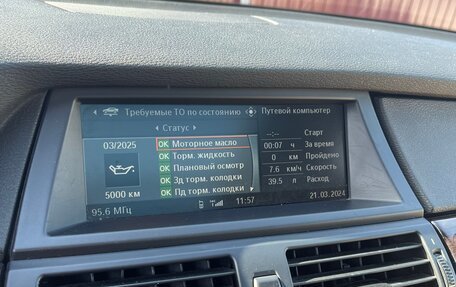 Требуемые ТО по состоянию
Статус
03/2025
5000 км
OK Моторное масло
OK Торм. жидкость
OK Плановый осмотр
OK Зд торм. колодки
OK Пд торм. колодки
Путевой компьютер
--:-- Старт
00:07 ч За время
0 км Пройдено
7.6 км/ч Скорость
39.5 л Расход
95.6 МГц
11:57
21.03.2024